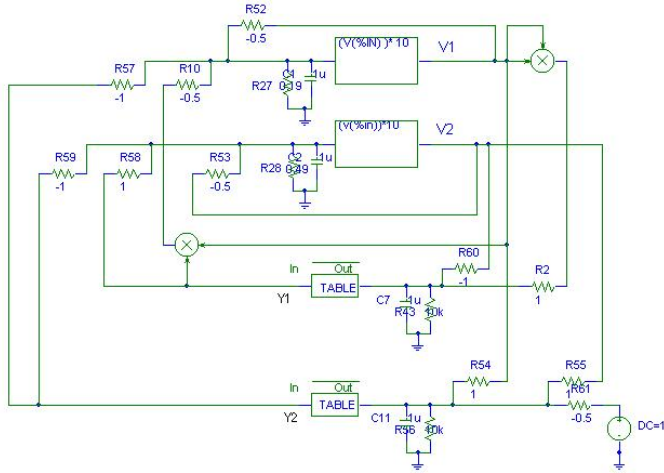 R52
-0.5
(V(%IN) )* 10
V1
R57
-1
R10
-0.5
C1
1u
R27
0.19
(v(%in))*10
V2
R59
-1
R58
1
R53
-0.5
C2
1u
R28
0.49
R60
-1
R2
1
In
Out
TABLE
Y1
C7
1u
R43
10k
R54
1
R55
1
R61
-0.5
In
Out
TABLE
Y2
C11
1u
R56
10k
DC=1